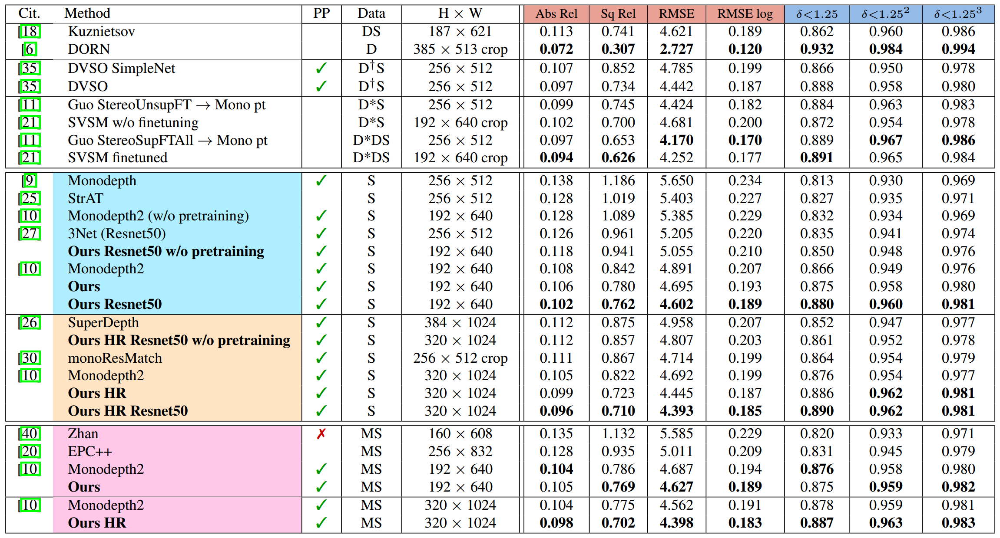 Cit. Method PP Data H × W Abs Rel Sq Rel RMSE RMSE log δ<1.25 δ<1.25² δ<1.25³
[18] Kuznietsov DS 187 × 621 0.113 0.741 4.621 0.189 0.862 0.960 0.986
[6] DORN D 385 × 513 crop 0.072 0.307 2.727 0.120 0.932 0.984 0.994
[35] DVSO SimpleNet ✓ D†S 256 × 512 0.107 0.852 4.785 0.199 0.866 0.950 0.978
[35] DVSO ✓ D†S 256 × 512 0.097 0.734 4.442 0.187 0.888 0.958 0.980
[11] Guo StereoUnsupFT → Mono pt D*S 256 × 512 0.099 0.745 4.424 0.182 0.884 0.963 0.983
[21] SVSM w/o finetuning D*S 192 × 640 crop 0.102 0.700 4.681 0.200 0.872 0.954 0.978
[11] Guo StereoSupFTAll → Mono pt D*DS 256 × 512 0.097 0.653 4.170 0.170 0.889 0.967 0.986
[21] SVSM finetuned D*DS 192 × 640 crop 0.094 0.626 4.252 0.177 0.891 0.965 0.984
[9] Monodepth ✓ S 256 × 512 0.138 1.186 5.650 0.234 0.813 0.930 0.969
[25] StrAT S 256 × 512 0.128 1.019 5.403 0.227 0.827 0.935 0.971
[10] Monodepth2 (w/o pretraining) ✓ S 192 × 640 0.128 1.089 5.385 0.229 0.832 0.934 0.969
[27] 3Net (Resnet50) ✓ S 256 × 512 0.126 0.961 5.205 0.220 0.835 0.941 0.974
Ours Resnet50 w/o pretraining ✓ S 192 × 640 0.118 0.941 5.055 0.210 0.850 0.948 0.976
[10] Monodepth2 ✓ S 192 × 640 0.108 0.842 4.891 0.207 0.866 0.949 0.976
Ours ✓ S 192 × 640 0.106 0.780 4.695 0.193 0.875 0.958 0.980
Ours Resnet50 ✓ S 192 × 640 0.102 0.762 4.602 0.189 0.880 0.960 0.981
[26] SuperDepth ✓ S 384 × 1024 0.112 0.875 4.958 0.207 0.852 0.947 0.977
Ours HR Resnet50 w/o pretraining ✓ S 320 × 1024 0.112 0.857 4.807 0.203 0.861 0.952 0.978
[30] monoResMatch ✓ S 256 × 512 crop 0.111 0.867 4.714 0.199 0.864 0.954 0.979
[10] Monodepth2 ✓ S 320 × 1024 0.105 0.822 4.692 0.199 0.876 0.954 0.977
Ours HR ✓ S 320 × 1024 0.099 0.723 4.445 0.187 0.886 0.962 0.981
Ours HR Resnet50 ✓ S 320 × 1024 0.096 0.710 4.393 0.185 0.890 0.962 0.981
[40] Zhan ✗ MS 160 × 608 0.135 1.132 5.585 0.229 0.820 0.933 0.971
[20] EPC++ MS 256 × 832 0.128 0.935 5.011 0.209 0.831 0.945 0.979
[10] Monodepth2 ✓ MS 192 × 640 0.104 0.786 4.687 0.194 0.876 0.958 0.980
Ours ✓ MS 192 × 640 0.105 0.769 4.627 0.189 0.875 0.959 0.982
[10] Monodepth2 ✓ MS 320 × 1024 0.104 0.775 4.562 0.191 0.878 0.959 0.981
Ours HR ✓ MS 320 × 1024 0.098 0.702 4.398 0.183 0.887 0.963 0.983